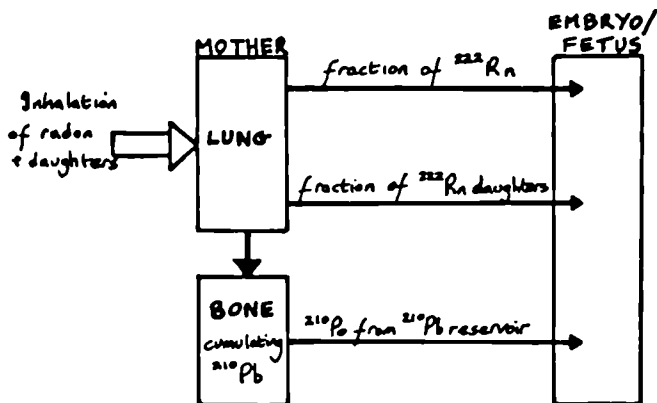 MOTHER
EMBRYO/
FETUS
Inhalation
of radon
+ daughters
LUNG
fraction of ²²²Rn
fraction of ²²²Rn daughters
BONE
cumulating
²¹⁰Pb
²¹⁰Po from ²¹⁰Pb reservoir